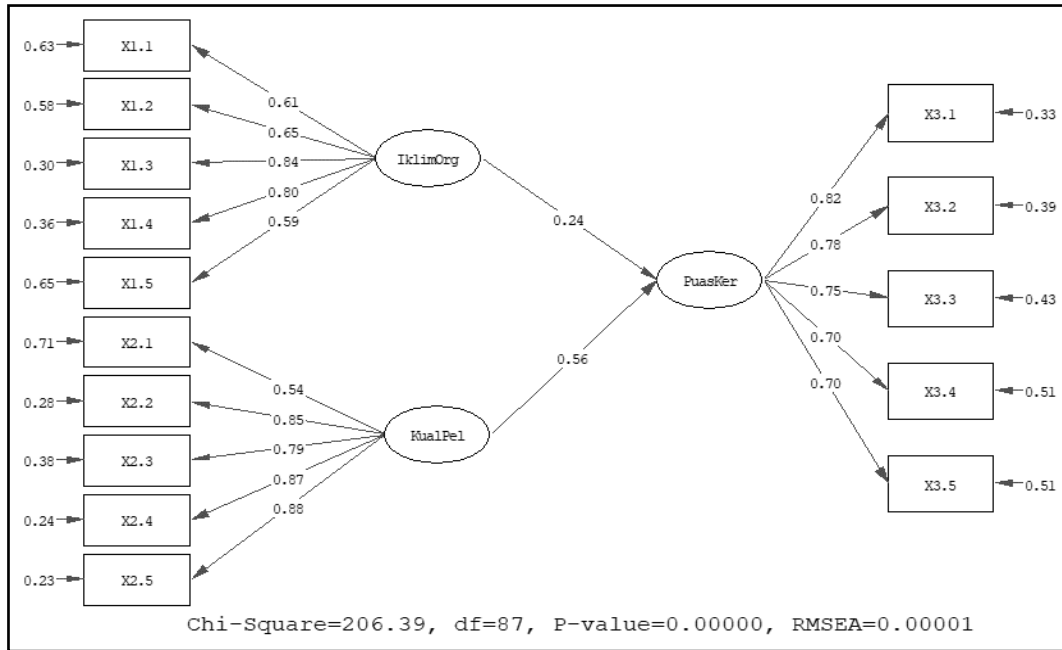 0.63
X1.1
0.58
X1.2
0.30
X1.3
0.36
X1.4
0.65
X1.5
0.71
X2.1
0.28
X2.2
0.38
X2.3
0.24
X2.4
0.23
X2.5
0.61
0.65
0.84
0.80
0.59
IklimOrg
0.54
0.85
0.79
0.87
0.88
KualPel
0.24
0.56
PuasKer
0.82
0.78
0.75
0.70
0.70
X3.1
0.33
X3.2
0.39
X3.3
0.43
X3.4
0.51
X3.5
0.51
Chi-Square=206.39, df=87, P-value=0.00000, RMSEA=0.00001